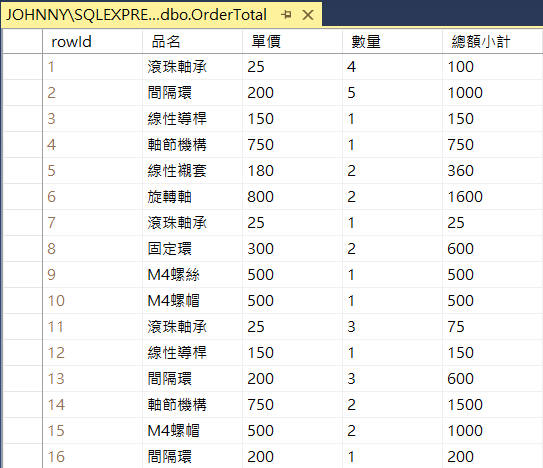 JOHNNY\SQLEXPRE...dbo.OrderTotal
rowId 品名 單價 數量 總額小計
1 滾珠軸承 25 4 100
2 間隔環 200 5 1000
3 線性導桿 150 1 150
4 軸節機構 750 1 750
5 線性襯套 180 2 360
6 旋轉軸 800 2 1600
7 滾珠軸承 25 1 25
8 固定環 300 2 600
9 M4螺絲 500 1 500
10 M4螺帽 500 1 500
11 滾珠軸承 25 3 75
12 線性導桿 150 1 150
13 間隔環 200 3 600
14 軸節機構 750 2 1500
15 M4螺帽 500 2 1000
16 間隔環 200 1 200